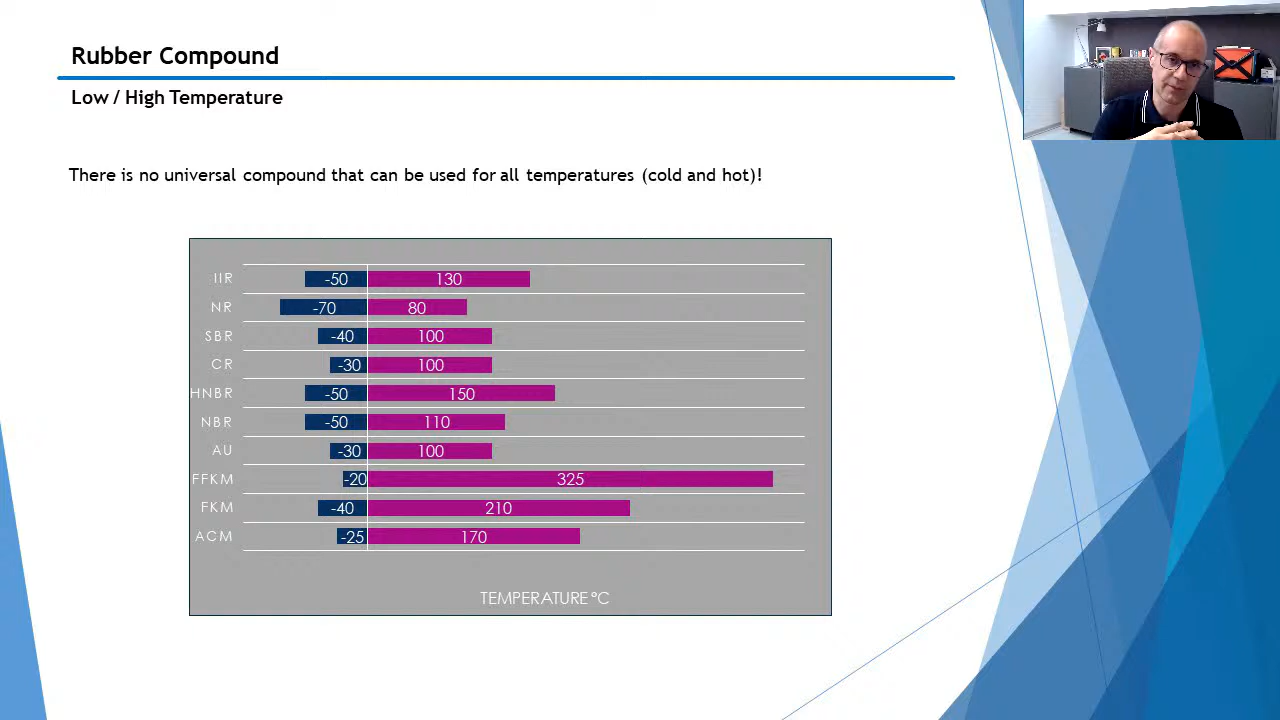 Rubber Compound
Low / High Temperature
There is no universal compound that can be used for all temperatures (cold and hot)!
IIR -50 130
NR -70 80
SBR -40 100
CR -30 100
HNBR -50 150
NBR -50 110
AU -30 100
FFKM -20 325
FKM -40 210
ACM -25 170
TEMPERATURE ºC